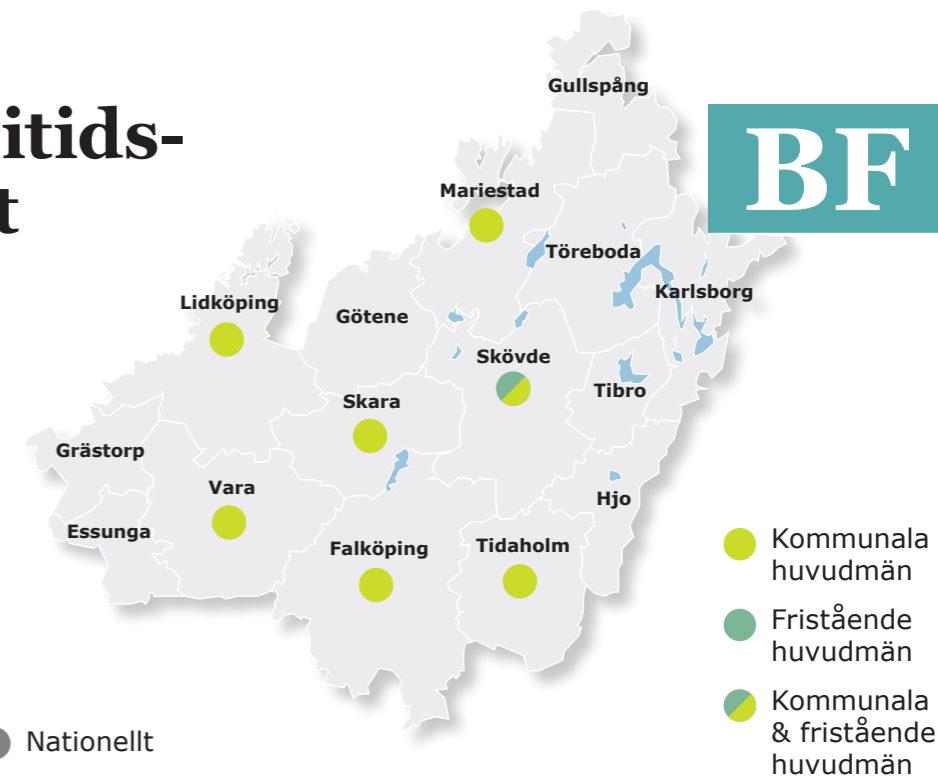 itids-
t
BF
Gullspång
Mariestad
Töreboda
Karlsborg
Lidköping
Götene
Skövde
Tibro
Skara
Grästorp
Vara
Hjo
Essunga
Falköping
Tidaholm
Kommunala
huvudmän
Fristående
huvudmän
Kommunala
& fristående
huvudmän
Nationellt